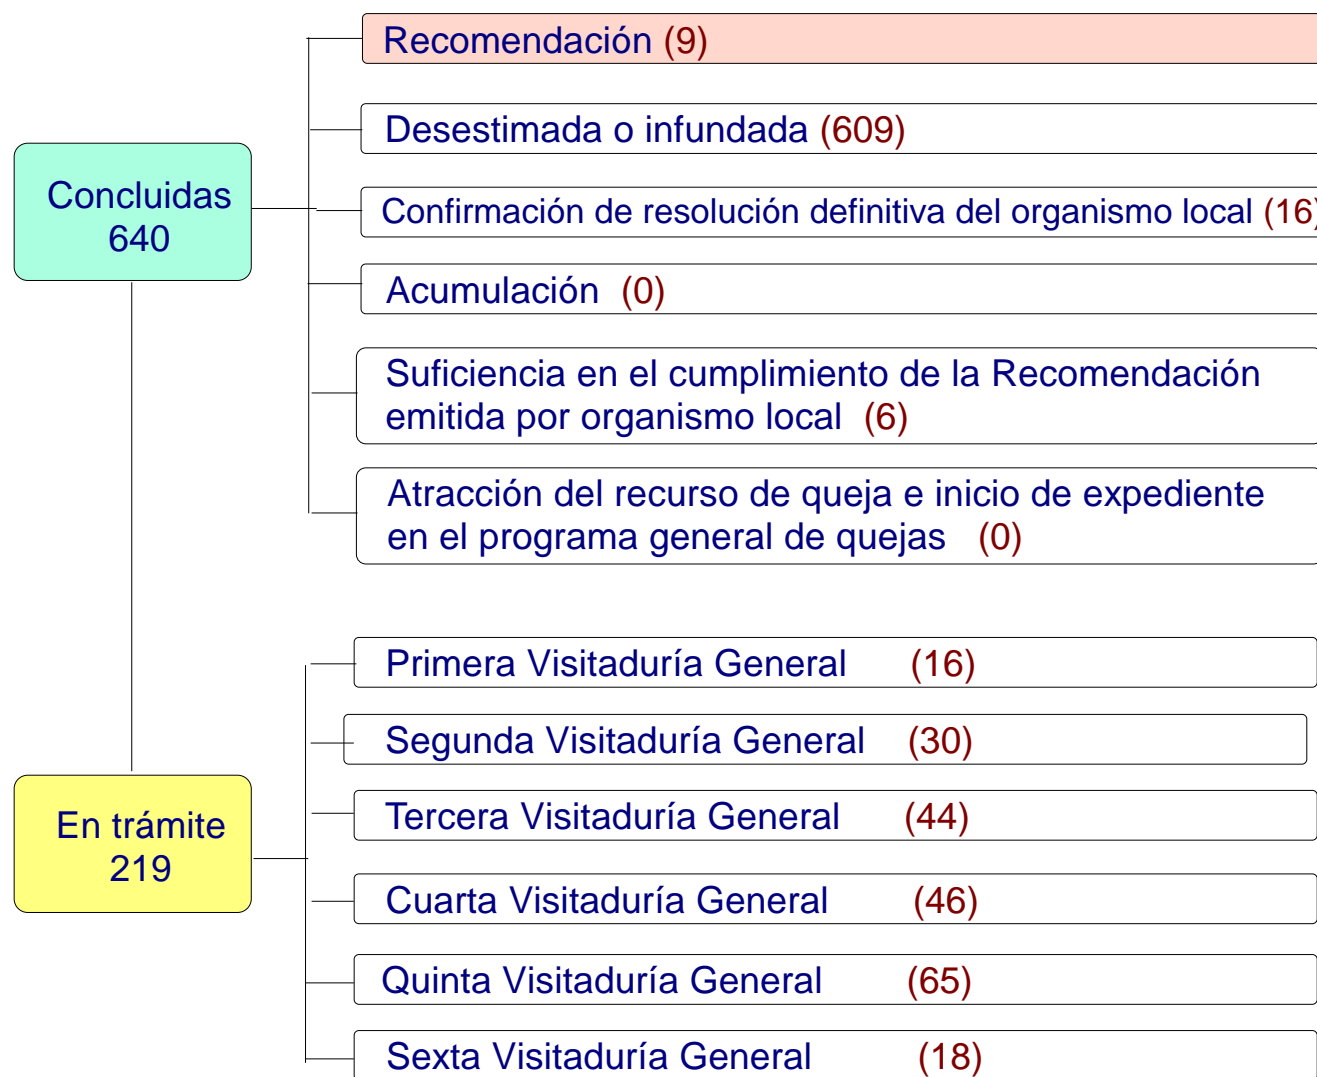 Concluidas
640
Recomendación (9)
Desestimada o infundada (609)
Confirmación de resolución definitiva del organismo local (16)
Acumulación (0)
Suficiencia en el cumplimiento de la Recomendación
emitida por organismo local (6)
Atracción del recurso de queja e inicio de expediente
en el programa general de quejas (0)
En trámite
219
Primera Visitaduría General (16)
Segunda Visitaduría General (30)
Tercera Visitaduría General (44)
Cuarta Visitaduría General (46)
Quinta Visitaduría General (65)
Sexta Visitaduría General (18)